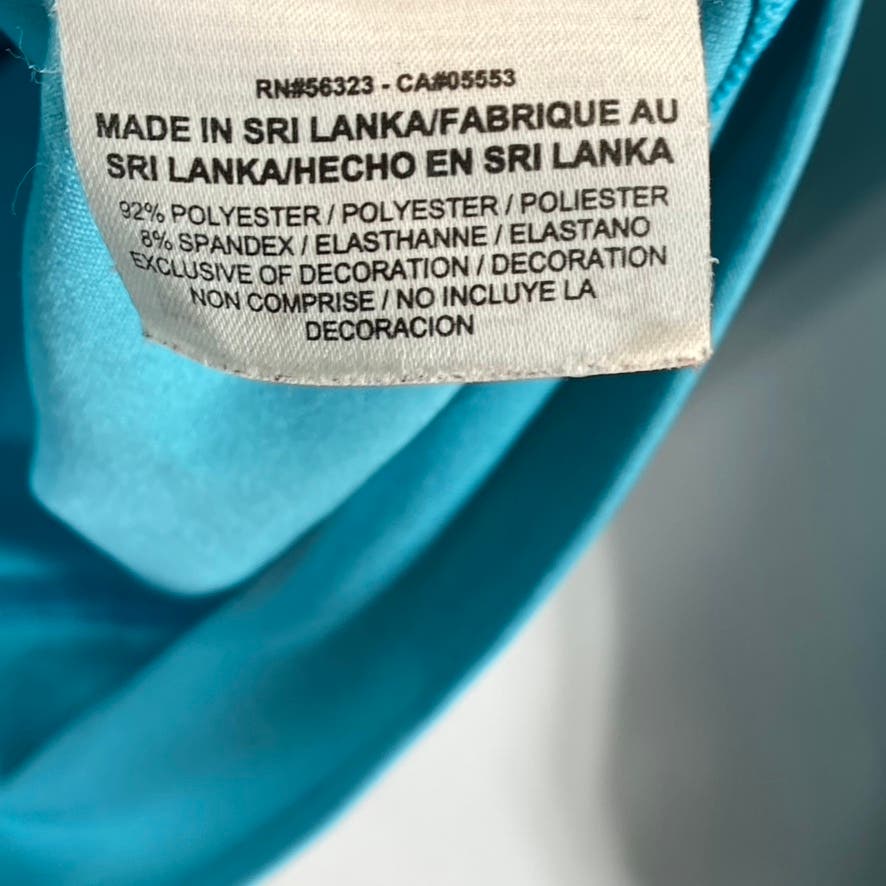 RN#56323 - CA#05553
MADE IN SRI LANKA/FABRIQUE AU
SRI LANKA/HECHO EN SRI LANKA
92% POLYESTER / POLYESTER / POLIESTER
8% SPANDEX / ELASTHANNE / ELASTANO
EXCLUSIVE OF DECORATION / DECORATION
NON COMPRISE / NO INCLUYE LA
DECORACION